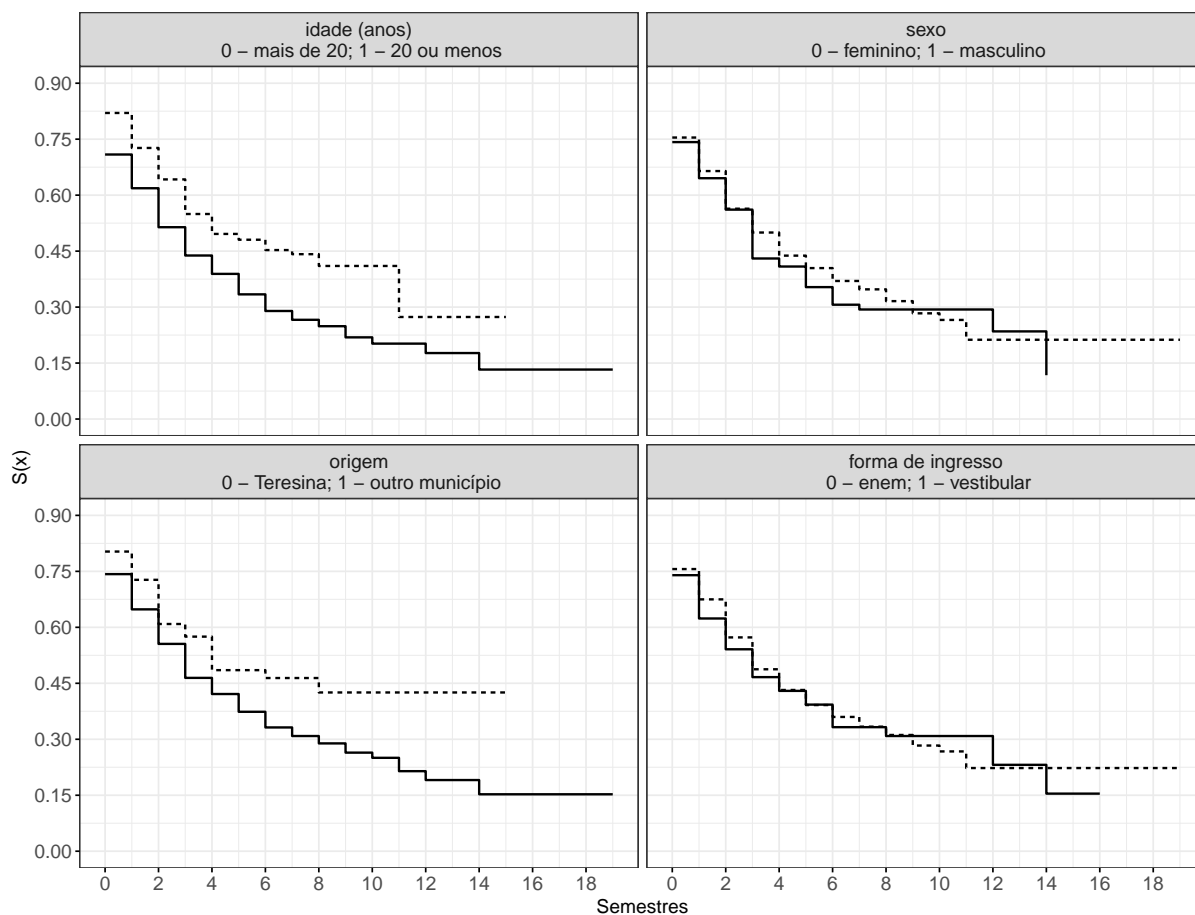 idade (anos)
0 − mais de 20; 1 − 20 ou menos
sexo
0 − feminino; 1 − masculino
0.90
0.75
0.60
0.45
0.30
0.15
0.00
S(x)
origem
0 − Teresina; 1 − outro município
forma de ingresso
0 − enem; 1 − vestibular
0.90
0.75
0.60
0.45
0.30
0.15
0.00
0 2 4 6 8 10 12 14 16 18
0 2 4 6 8 10 12 14 16 18
Semestres